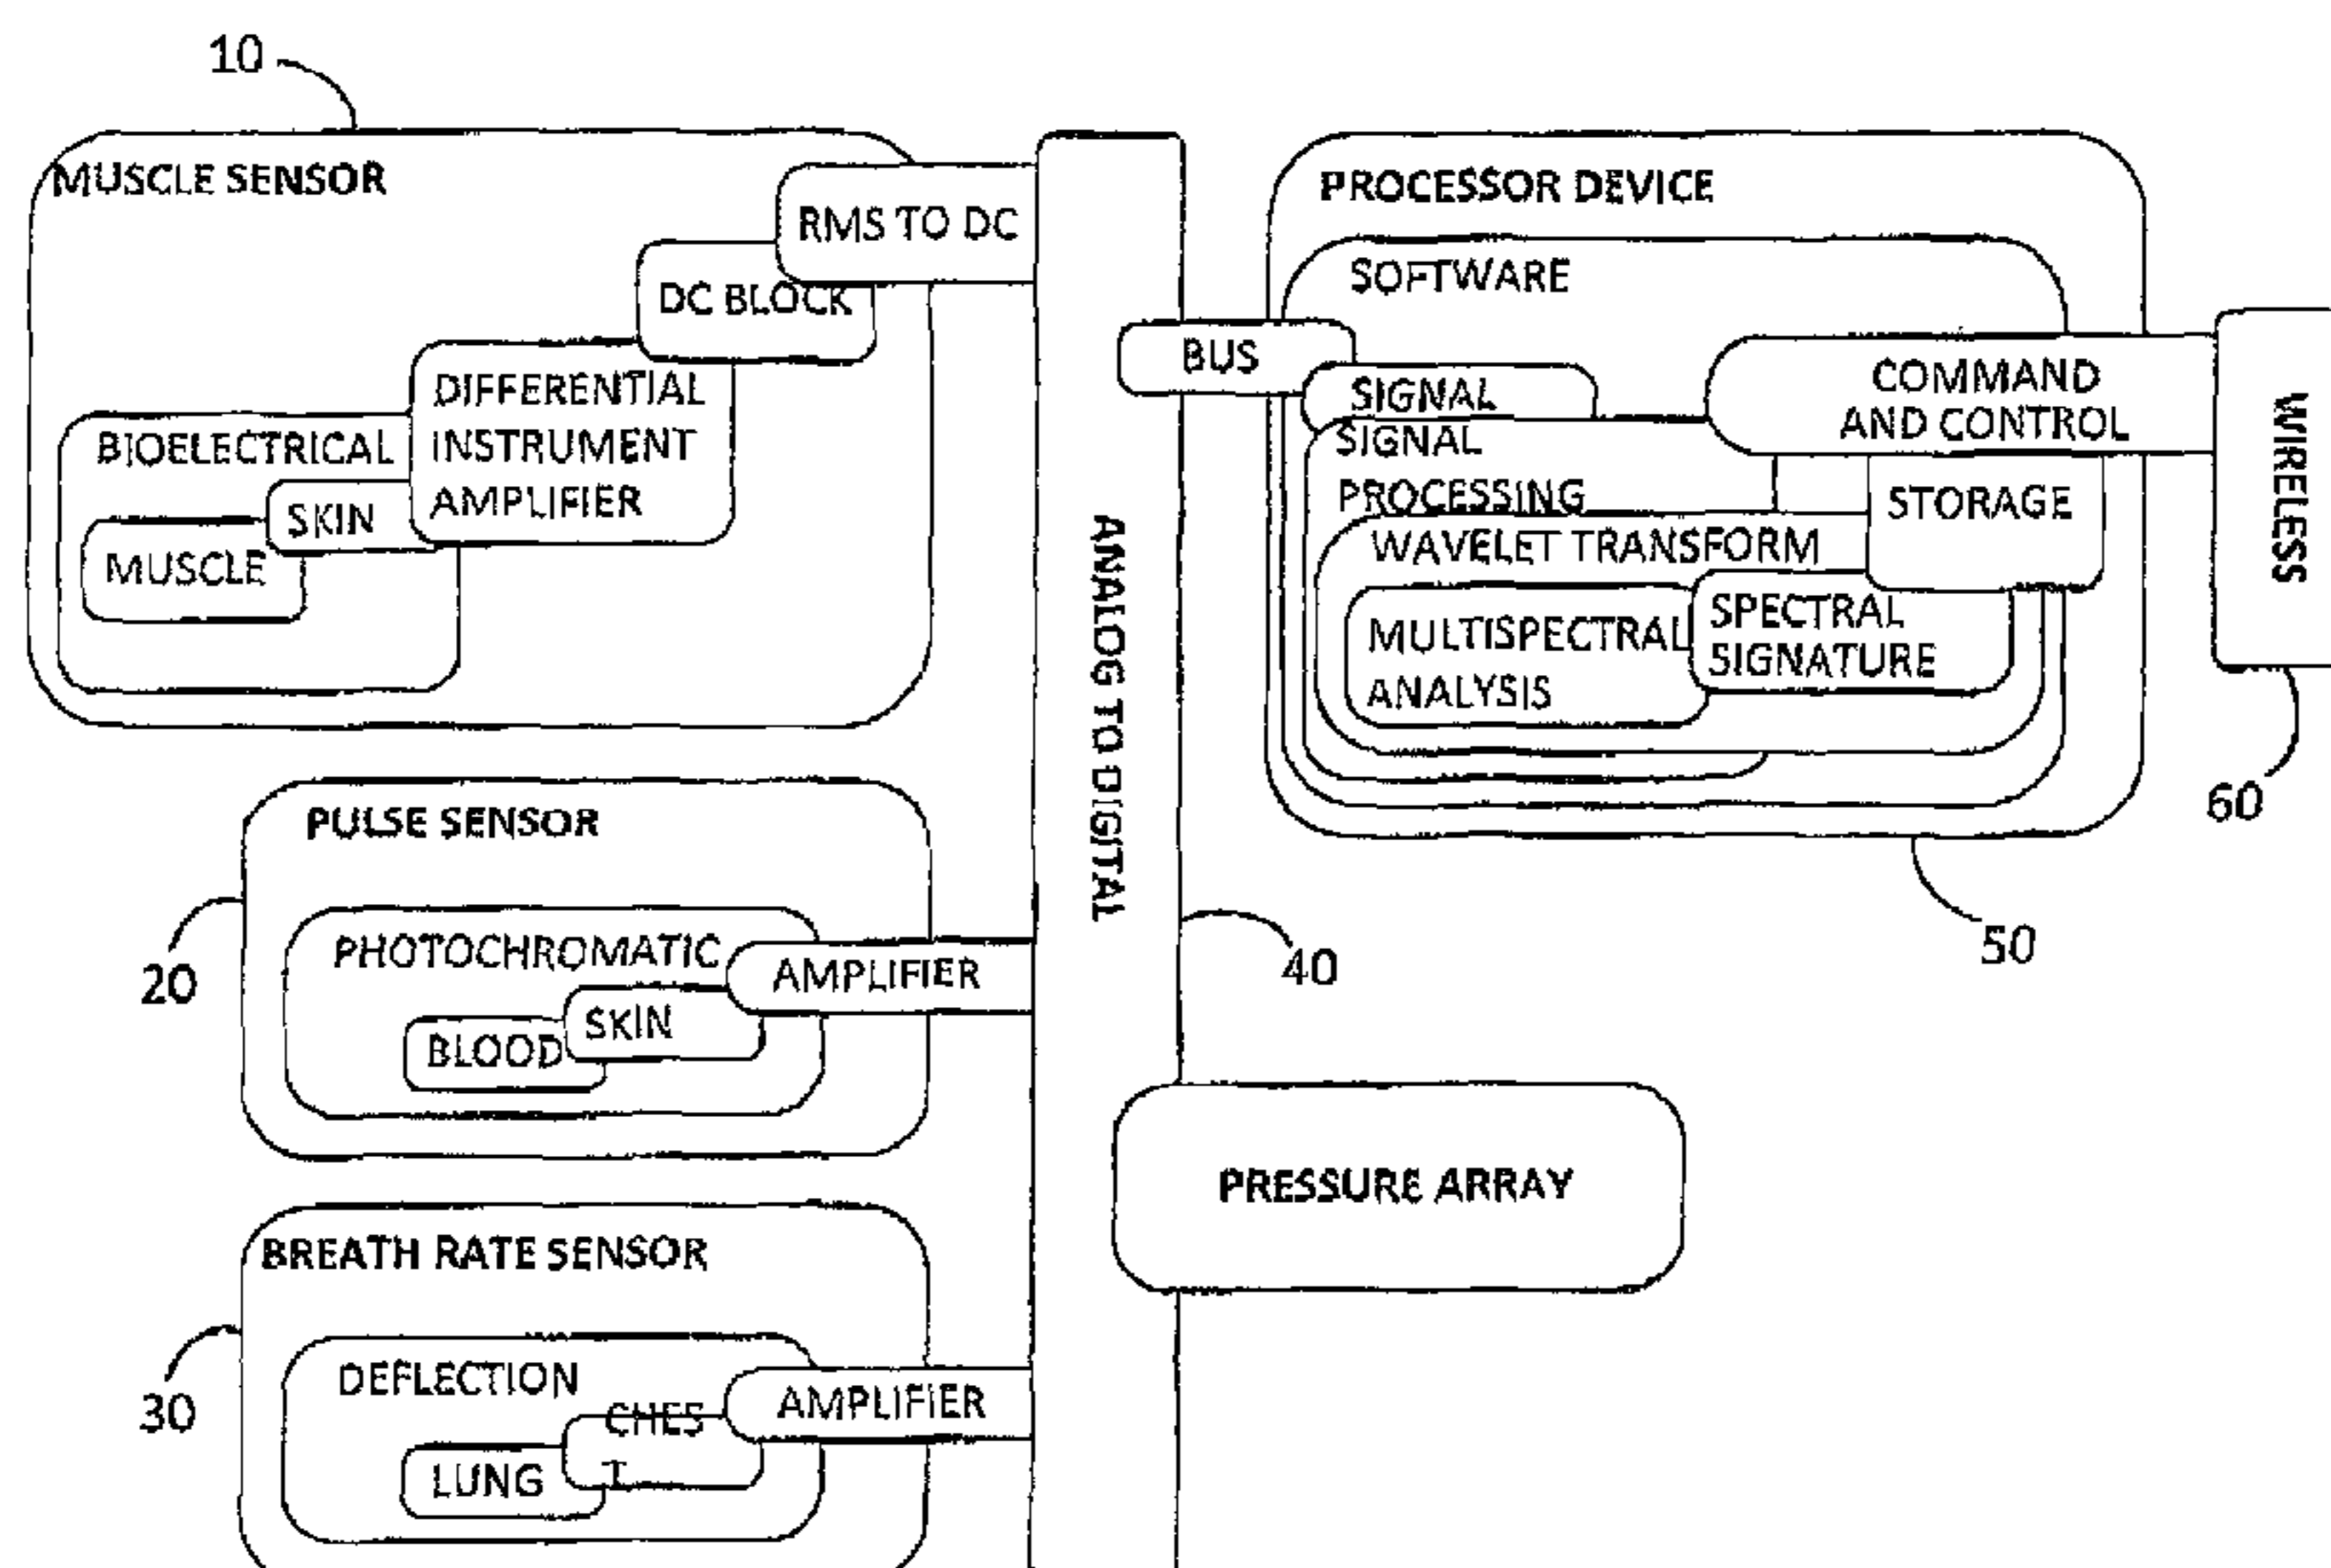 10
MUSCLE SENSOR
RMS TO DC
DC BLOCK
DIFFERENTIAL
INSTRUMENT
AMPLIFIER
BIOELECTRICAL
SKIN
MUSCLE
PULSE SENSOR
20
PHOTOCHROMATIC
AMPLIFIER
SKIN
BLOOD
BREATH RATE SENSOR
30
DEFLECTION
AMPLIFIER
CHES
T
LUNG
ANALOG TO DIGITAL
40
PROCESSOR DEVICE
SOFTWARE
BUS
SIGNAL
COMMAND
AND CONTROL
SIGNAL
PROCESSING
STORAGE
WAVELET TRANSFORM
MULTISPECTRAL
ANALYSIS
SPECTRAL
SIGNATURE
50
WIRELESS
60
PRESSURE ARRAY